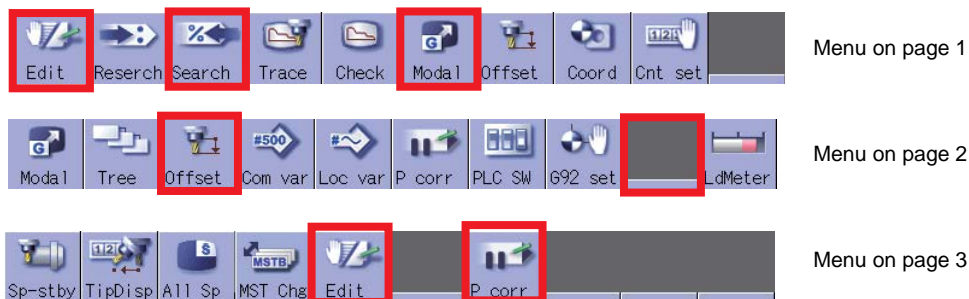 Edit Reserch Search Trace Check Modal Offset Coord Cnt set
Menu on page 1
Modal Tree Offset Com var Loc var P corr PLC SW G92 set LdMeter
Menu on page 2
Sp-stby TipDisp All Sp MST Chg Edit P corr
Menu on page 3